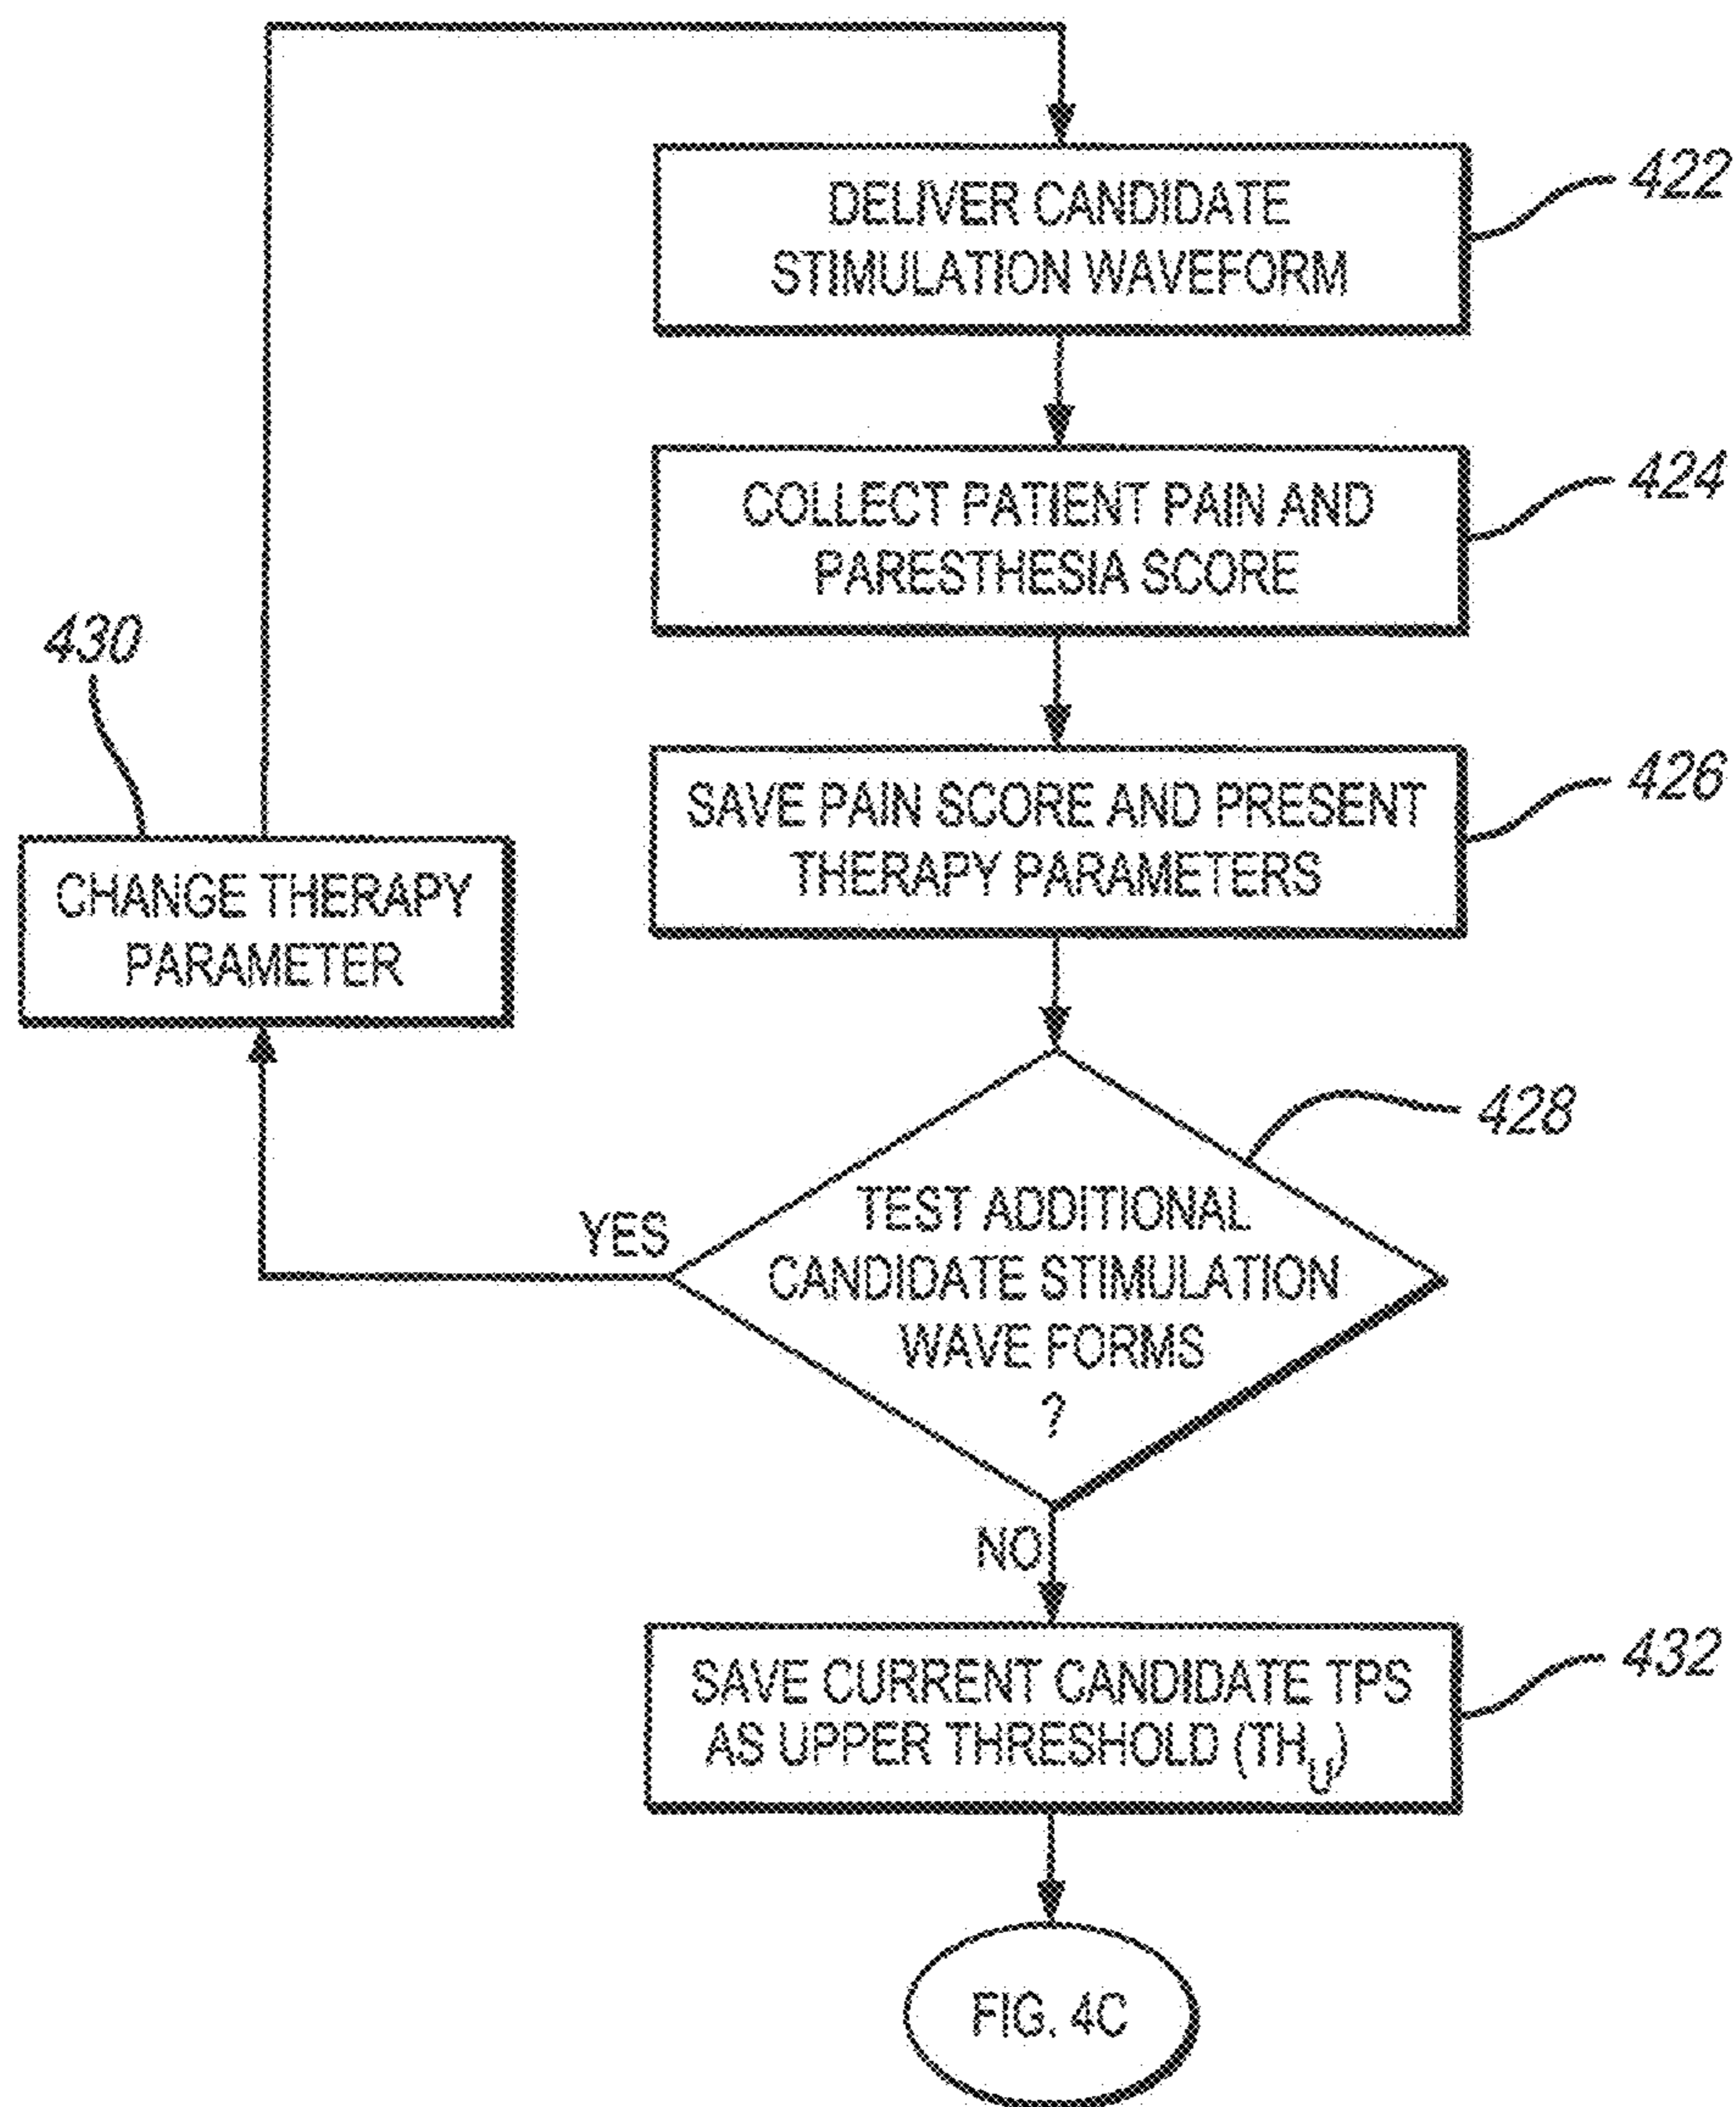 DELIVER CANDIDATE
STIMULATION WAVEFORM
422
COLLECT PATIENT PAIN AND
PARESTHESIA SCORE
424
SAVE PAIN SCORE AND PRESENT
THERAPY PARAMETERS
426
430
CHANGE THERAPY
PARAMETER
428
TEST ADDITIONAL
CANDIDATE STIMULATION
WAVE FORMS
?
YES
NO
SAVE CURRENT CANDIDATE TPS
AS UPPER THRESHOLD (THU)
432
FIG. 4C